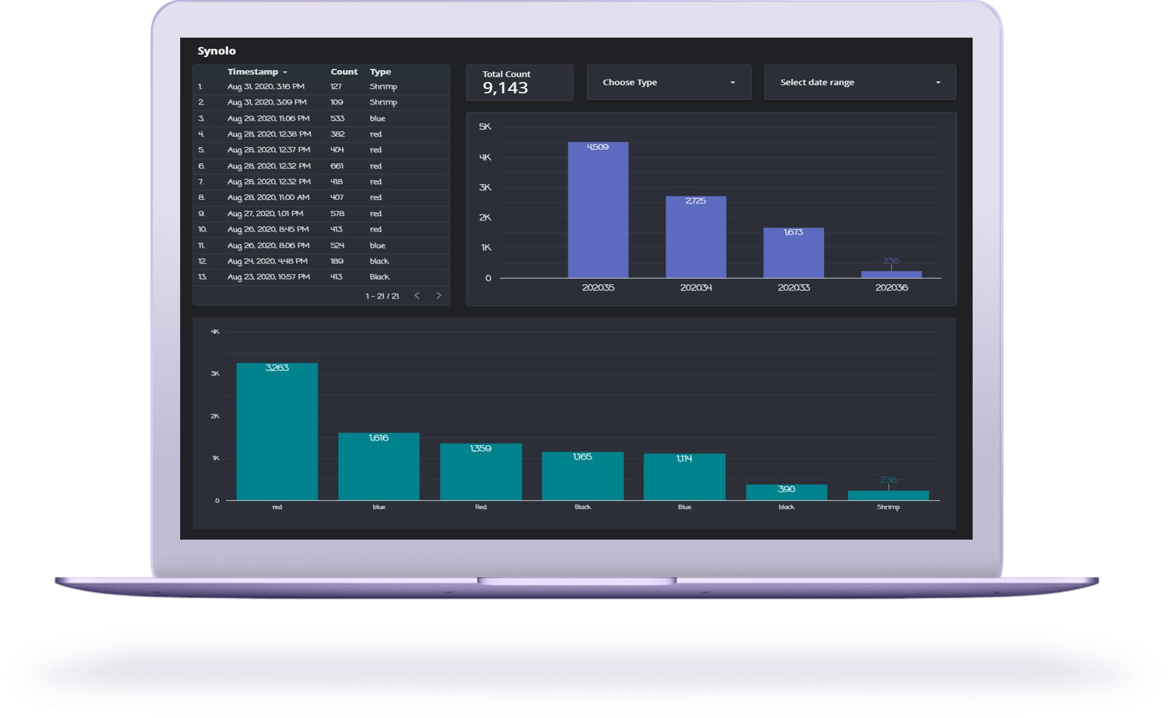 Synolo
Timestamp Count Type
1. Aug 31, 2020, 3:16 PM 127 Shrimp
2. Aug 31, 2020, 3:09 PM 109 Shrimp
3. Aug 29, 2020, 11:06 PM 533 blue
4. Aug 28, 2020, 12:38 PM 382 red
5. Aug 28, 2020, 12:37 PM 404 red
6. Aug 28, 2020, 12:32 PM 661 red
7. Aug 28, 2020, 12:32 PM 418 red
8. Aug 28, 2020, 11:00 AM 407 red
9. Aug 27, 2020, 1:01 PM 578 red
10. Aug 26, 2020, 8:45 PM 413 red
11. Aug 26, 2020, 8:06 PM 524 blue
12. Aug 24, 2020, 4:48 PM 189 black
13. Aug 23, 2020, 10:57 PM 413 Black
1 - 21 / 21 < >
Total Count
9,143
Choose Type
Select date range
5K
4K
3K
2K
1K
0
4,509
2,725
1,673
236
202035 202034 202033 202036
4K
3K
2K
1K
0
3,263
1,616
1,359
1,165
1,114
390
236
red blue Red Black Blue black Shrimp